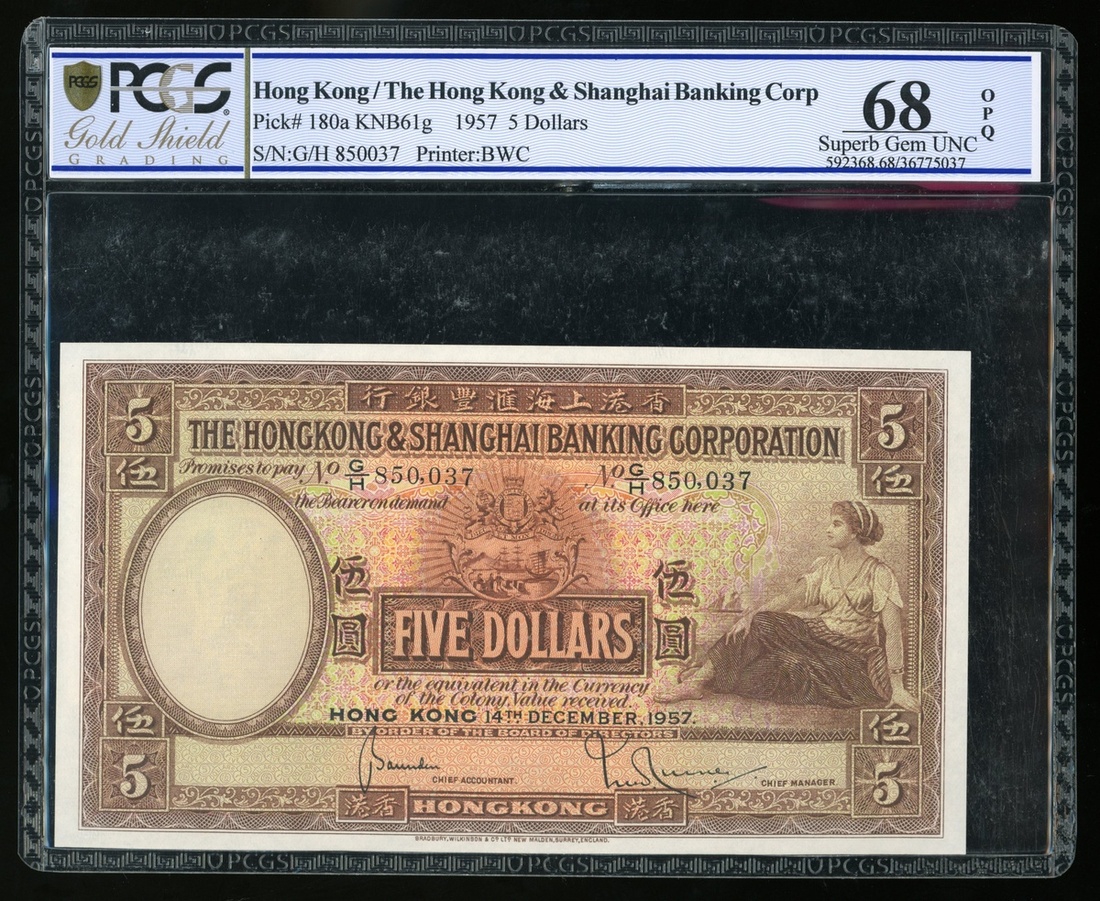 PCGS
PCGS
Gold Shield
GRADING
Hong Kong / The Hong Kong & Shanghai Banking Corp
Pick# 180a KNB61g 1957 5 Dollars
S/N:G/H 850037 Printer:BWC
68
OPQ
Superb Gem UNC
592368.68/36775037
行銀豐滙海上港香
5
5
THE HONGKONG & SHANGHAI BANKING CORPORATION
伍
伍
Promises to pay No. G/H 850,037
No. G/H 850,037
the Bearer on demand
at its Office here
伍圓
伍圓
FIVE DOLLARS
or the equivalent in the Currency
of the Colony, Value received.
HONG KONG 14TH DECEMBER, 1957.
BY ORDER OF THE BOARD OF DIRECTORS
伍
伍
5
5
CHIEF ACCOUNTANT.
CHIEF MANAGER.
港香
HONGKONG
港香
BRADBURY, WILKINSON & CO. LTD. NEW MALDEN, SURREY, ENGLAND.